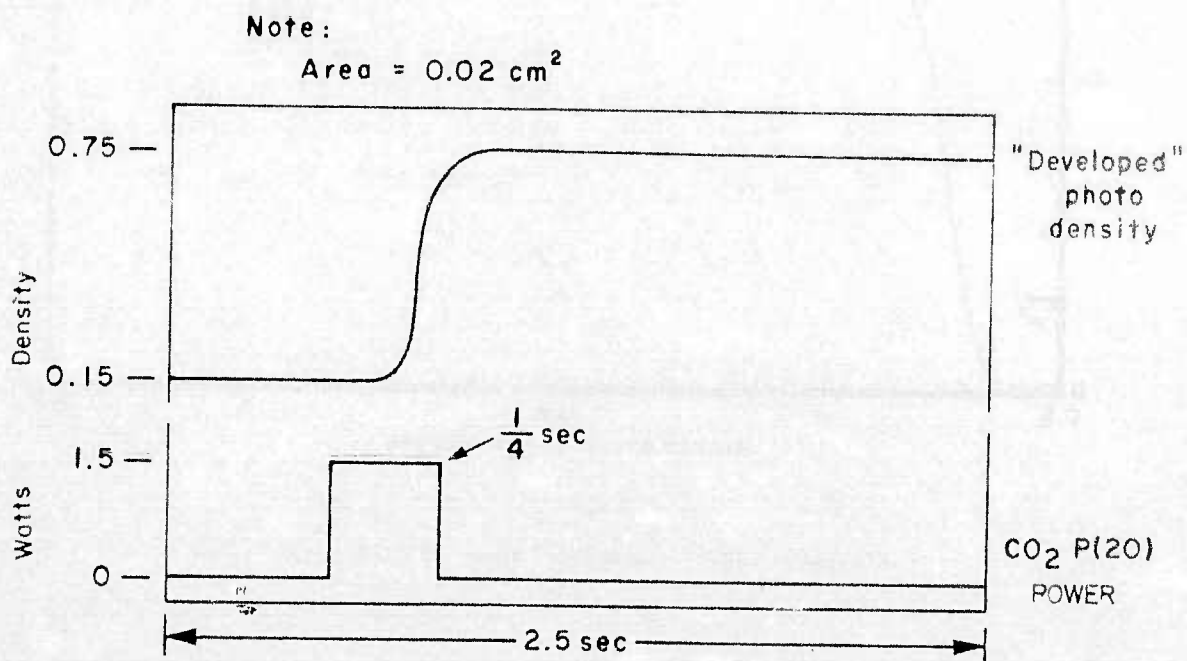 Note:
Area = 0.02 cm²
0.75
"Developed"
photo
density
Density
0.15
1/4 sec
1.5
Watts
0
CO₂ P(20)
POWER
2.5 sec